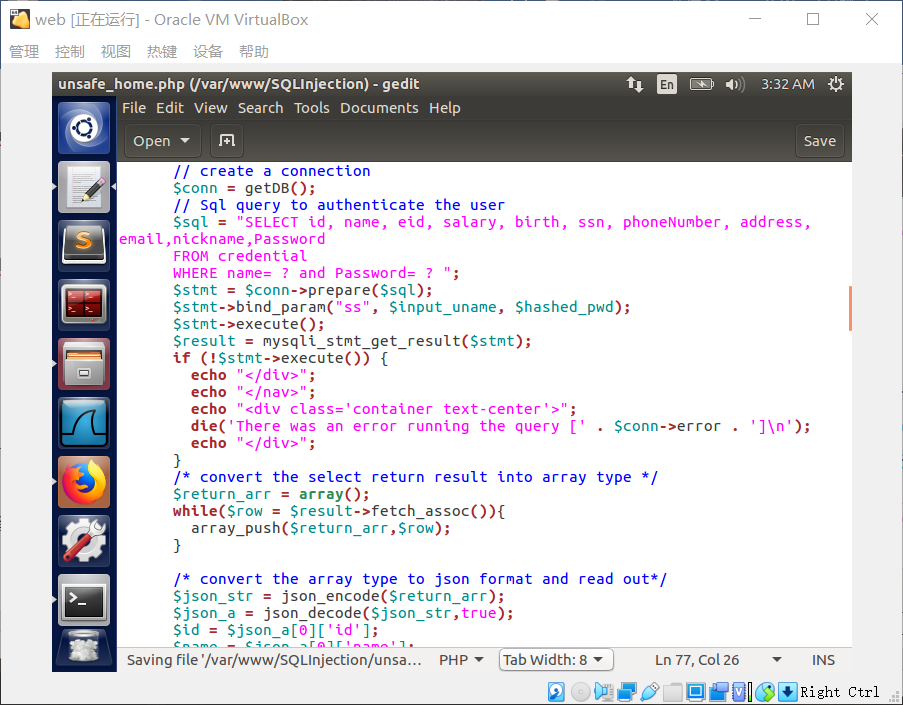 web [正在运行] - Oracle VM VirtualBox
管理 控制 视图 热键 设备 帮助
unsafe_home.php (/var/www/SQLInjection) - gedit
En 3:32 AM
File Edit View Search Tools Documents Help
Open Save
// create a connection
$conn = getDB();
// Sql query to authenticate the user
$sql = "SELECT id, name, eid, salary, birth, ssn, phoneNumber, address,
email,nickname,Password
FROM credential
WHERE name= ? and Password= ? ";
$stmt = $conn->prepare($sql);
$stmt->bind_param("ss", $input_uname, $hashed_pwd);
$stmt->execute();
$result = mysqli_stmt_get_result($stmt);
if (!$stmt->execute()) {
echo "</div>";
echo "</nav>";
echo "<div class='container text-center'>";
die('There was an error running the query [' . $conn->error . ']\n');
echo "</div>";
}
/* convert the select return result into array type */
$return_arr = array();
while($row = $result->fetch_assoc()){
array_push($return_arr,$row);
}
/* convert the array type to json format and read out*/
$json_str = json_encode($return_arr);
$json_a = json_decode($json_str,true);
$id = $json_a[0]['id'];
$name = $json_a[0]['name'];
Saving file '/var/www/SQLInjection/unsa... PHP Tab Width: 8 Ln 77, Col 26 INS
Right Ctrl